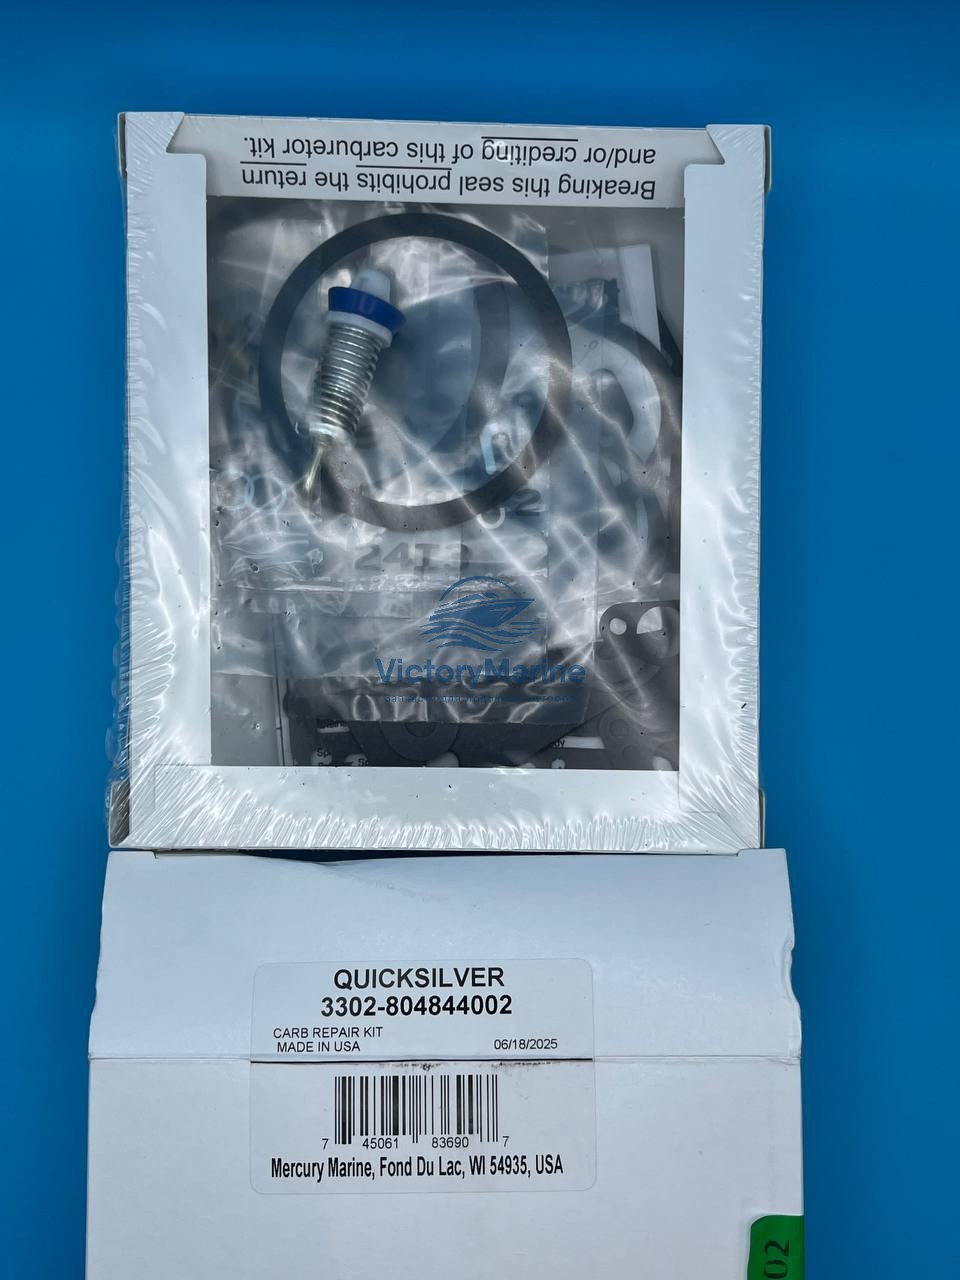 Breaking this seal prohibits the return
and/or crediting of this carburetor kit.
24T3
VictoryMarine
QUICKSILVER
3302-804844002
CARB REPAIR KIT
MADE IN USA
06/18/2025
7 45061 83690 7
Mercury Marine, Fond Du Lac, WI 54935, USA
02